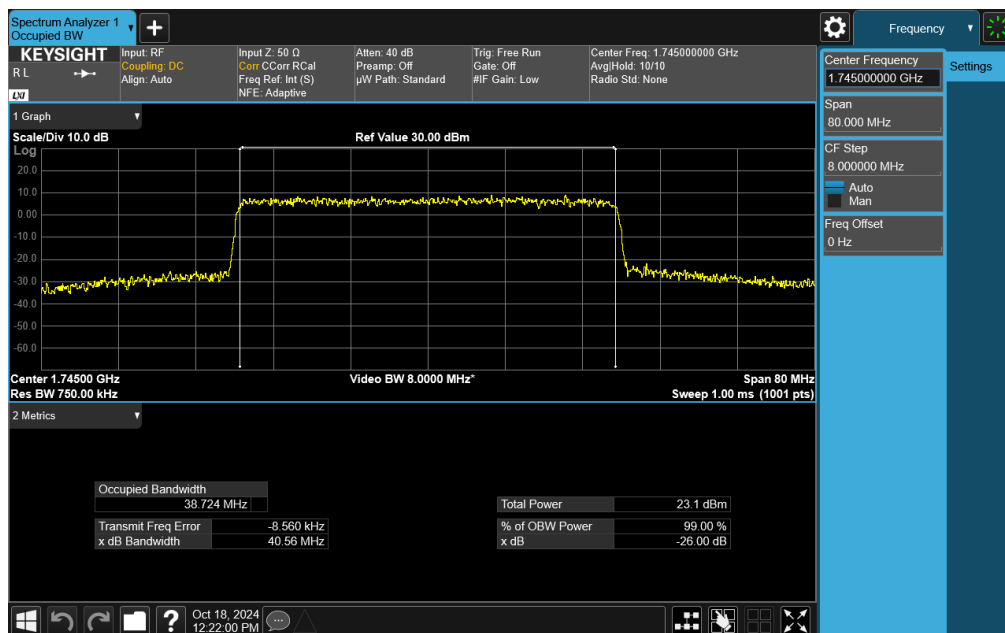 Spectrum Analyzer 1
Occupied BW
+
Frequency
KEYSIGHT
R L
LXI
Input: RF
Coupling: DC
Align: Auto
Input Z: 50 Ω
Corr CCorr RCal
Freq Ref: Int (S)
NFE: Adaptive
Atten: 40 dB
Preamp: Off
µW Path: Standard
Trig: Free Run
Gate: Off
#IF Gain: Low
Center Freq: 1.745000000 GHz
Avg|Hold: 10/10
Radio Std: None
Center Frequency
1.745000000 GHz
Settings
Span
80.000 MHz
CF Step
8.000000 MHz
Auto
Man
Freq Offset
0 Hz
1 Graph
Scale/Div 10.0 dB
Ref Value 30.00 dBm
Log
20.0
10.0
0.00
-10.0
-20.0
-30.0
-40.0
-50.0
-60.0
Center 1.74500 GHz
Video BW 8.0000 MHz*
Span 80 MHz
Res BW 750.00 kHz
Sweep 1.00 ms (1001 pts)
2 Metrics
Occupied Bandwidth
38.724 MHz
Total Power 23.1 dBm
Transmit Freq Error -8.560 kHz
% of OBW Power 99.00 %
x dB Bandwidth 40.56 MHz
x dB -26.00 dB
?
Oct 18, 2024
12:22:00 PM